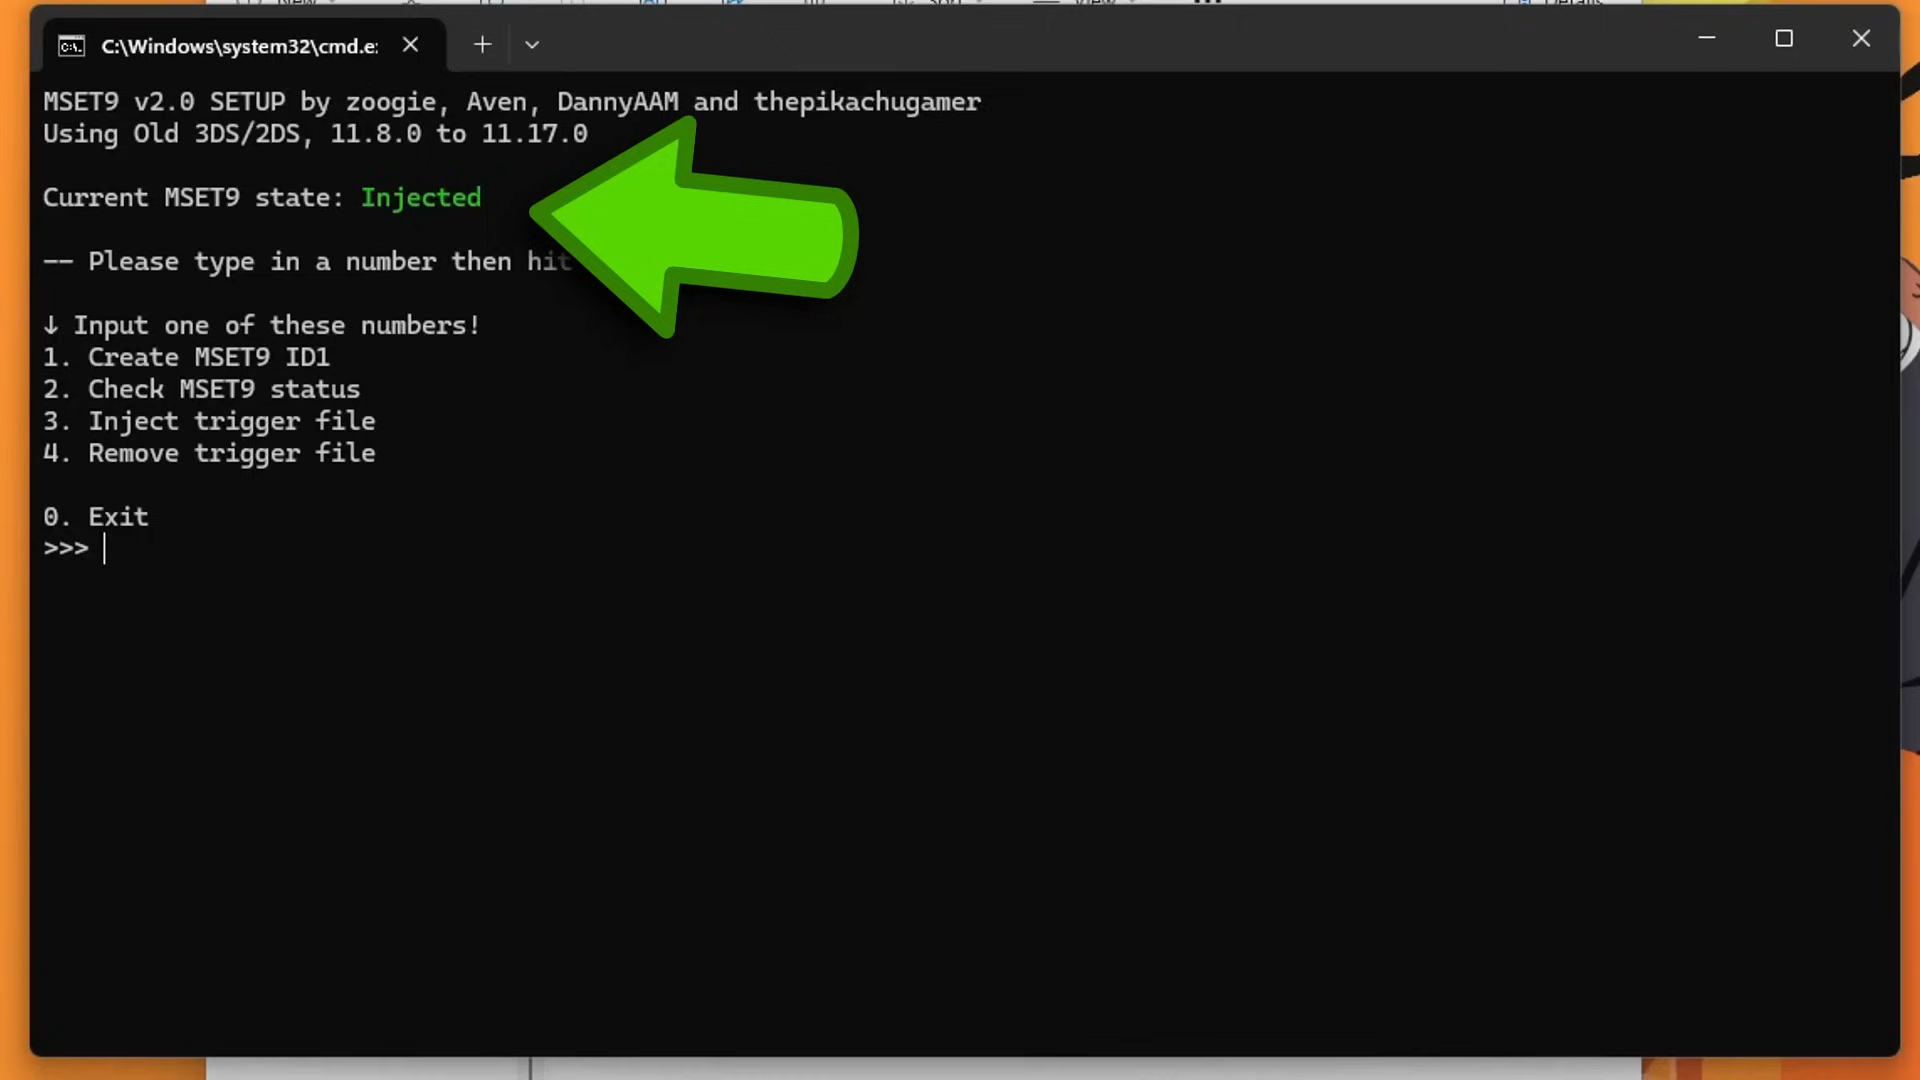 C:\Windows\system32\cmd.e:
MSET9 v2.0 SETUP by zoogie, Aven, DannyAAM and thepikachugamer
Using Old 3DS/2DS, 11.8.0 to 11.17.0
Current MSET9 state: Injected
-- Please type in a number then hit
↓ Input one of these numbers!
1. Create MSET9 ID1
2. Check MSET9 status
3. Inject trigger file
4. Remove trigger file
0. Exit
>>>